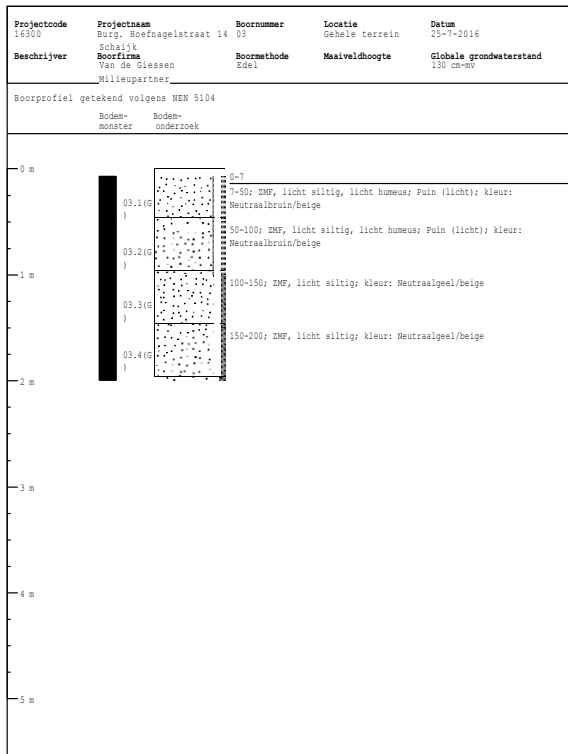 Projectcode Projectnaam Boornummer Locatie Datum
16300 Burg. Hoefnagelstraat 14 03 Gehele terrein 25-7-2016
Schaijk
Beschrijver Boorfirma Boormethode Maaiveldhoogte Globale grondwaterstand
Van de Giessen Edel 130 cm-mv
Milieupartner
Boorprofiel getekend volgens NEN 5104
Bodem- Bodem-
monster onderzoek
0 m
0-7
7-50; ZMF, licht siltig, licht humeus; Puin (licht); kleur:
Neutraalbruin/beige
03.1(G
)
50-100; ZMF, licht siltig, licht humeus; Puin (licht); kleur:
Neutraalbruin/beige
03.2(G
)
1 m
100-150; ZMF, licht siltig; kleur: Neutraalgeel/beige
03.3(G
)
150-200; ZMF, licht siltig; kleur: Neutraalgeel/beige
03.4(G
)
2 m
3 m
4 m
5 m